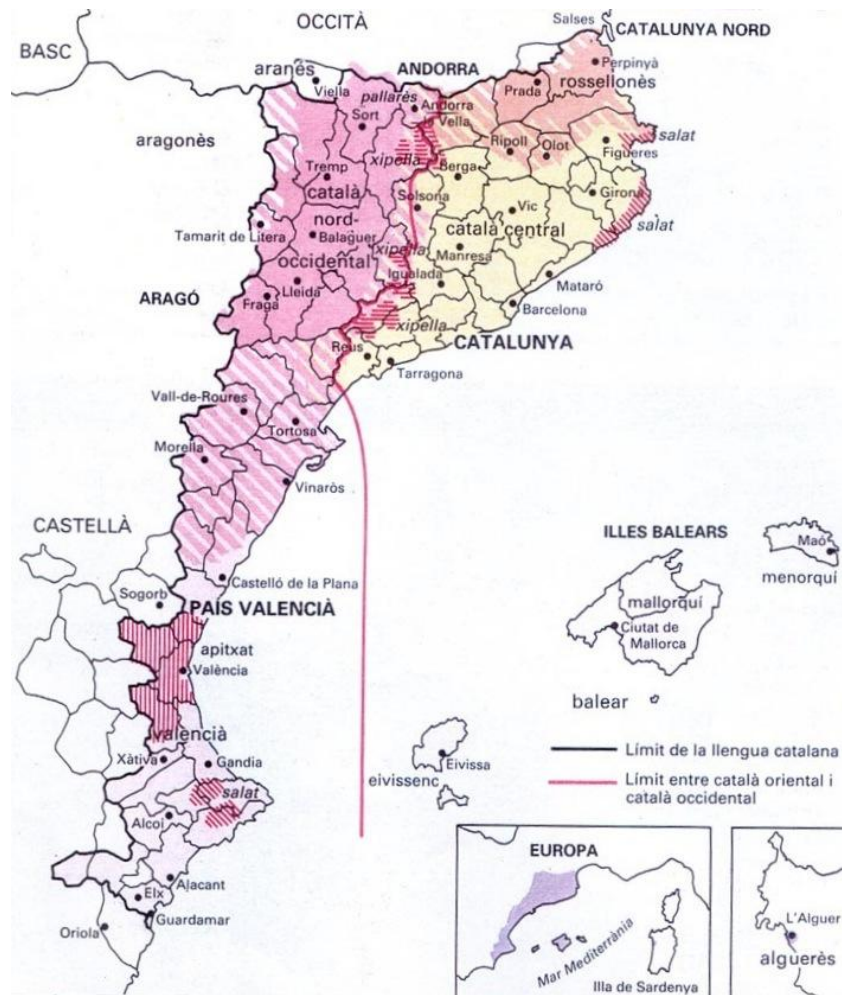 OCCITÀ
Salses
CATALUNYA NORD
BASC
aranès
Viella
ANDORRA
Perpinyà
rossellonès
Prada
pallarès
Andorra
la Vella
Sort
aragonès
salat
xipella
Ripoll
Olot
Figueres
Tremp
Berga
català
Solsona
Girona
Vic
nord-
català central
Tamarit de Litera
Balaguer
salat
xipella
Manresa
occidental
Igualada
Mataró
ARAGÓ
Lleida
Fraga
Barcelona
xipella
CATALUNYA
Reus
Tarragona
Vall-de-Roures
Tortosa
Morella
Vinaròs
CASTELLÀ
ILLES BALEARS
Maó
menorquí
Castelló de la Plana
Sogorb
PAÍS VALENCIÀ
mallorquí
Ciutat de
Mallorca
apitxat
València
balear
valencià
Límit de la llengua catalana
Xàtiva
Gandia
Eivissa
eivissenc
Límit entre català oriental i
català occidental
salat
Alcoi
EUROPA
Alacant
Elx
Guardamar
Oriola
L'Alguer
Mar Mediterrània
alguerès
Illa de Sardenya